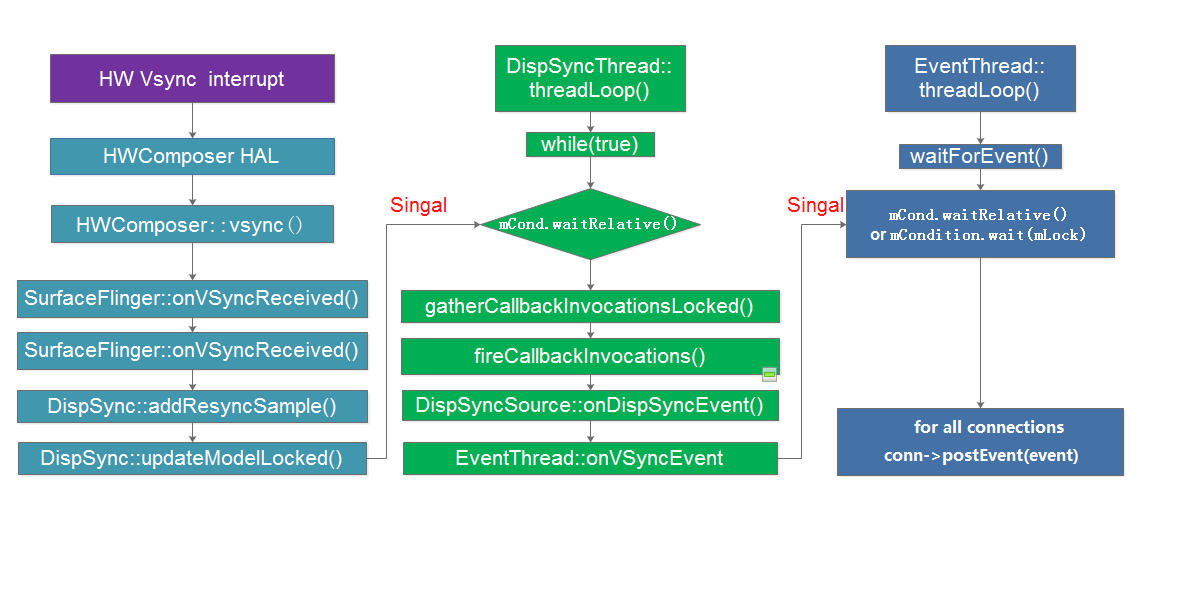 HW Vsync interrupt
HWComposer HAL
HWComposer::vsync()
SurfaceFlinger::onVSyncReceived()
SurfaceFlinger::onVSyncReceived()
DispSync::addResyncSample()
DispSync::updateModelLocked()
Singal
DispSyncThread::
threadLoop()
while(true)
mCond.waitRelative()
gatherCallbackInvocationsLocked()
fireCallbackInvocations()
DispSyncSource::onDispSyncEvent()
EventThread::onVSyncEvent
Singal
EventThread::
threadLoop()
waitForEvent()
mCond.waitRelative()
or mCondition.wait(mLock)
for all connections
conn->postEvent(event)